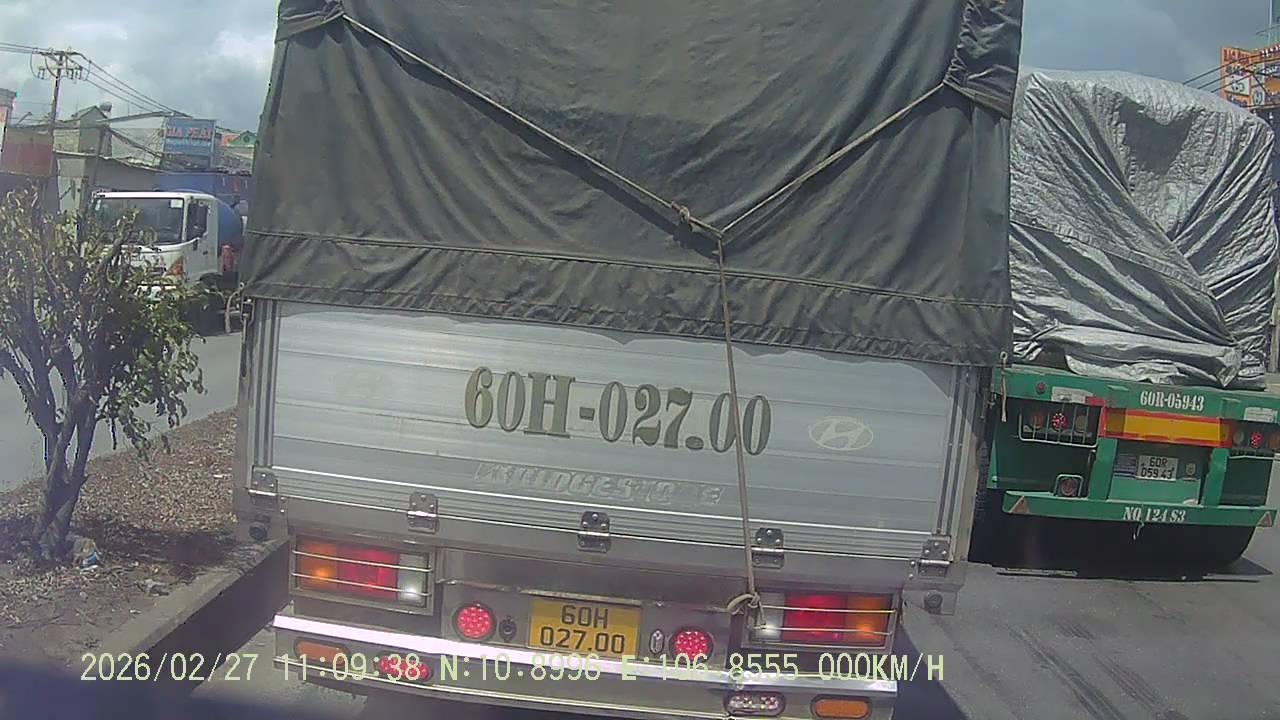 60H-027.00
BRIDGESTONE
60H
027.00
60R-05943
60R
059.43
NO 124 S3
2026/02/27 11:09:38 N:10.8996 E:106.8555 000KM/H